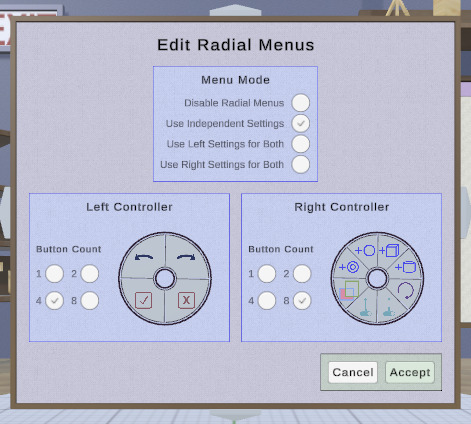 Edit Radial Menus
Menu Mode
Disable Radial Menus
Use Independent Settings
Use Left Settings for Both
Use Right Settings for Both
Left Controller
Button Count
1 2
4 8
X
Right Controller
Button Count
1 2
4 8
Cancel Accept